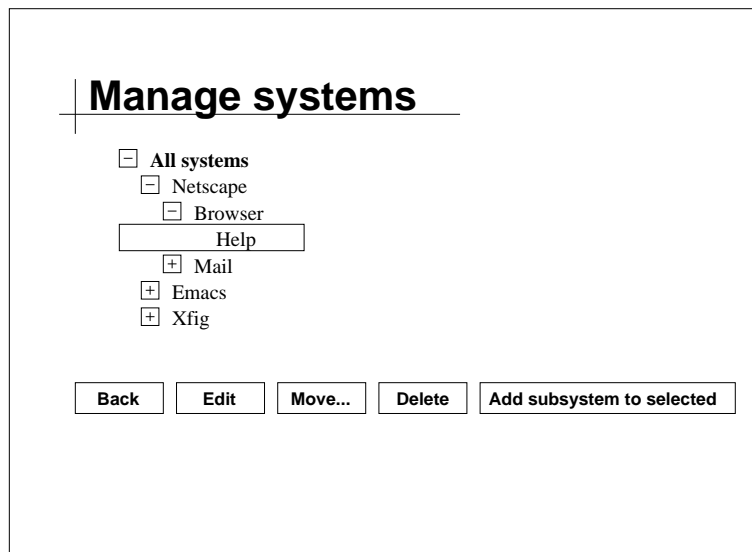 Manage systems
− All systems
− Netscape
− Browser
Help
+ Mail
+ Emacs
+ Xfig
Back Edit Move... Delete Add subsystem to selected